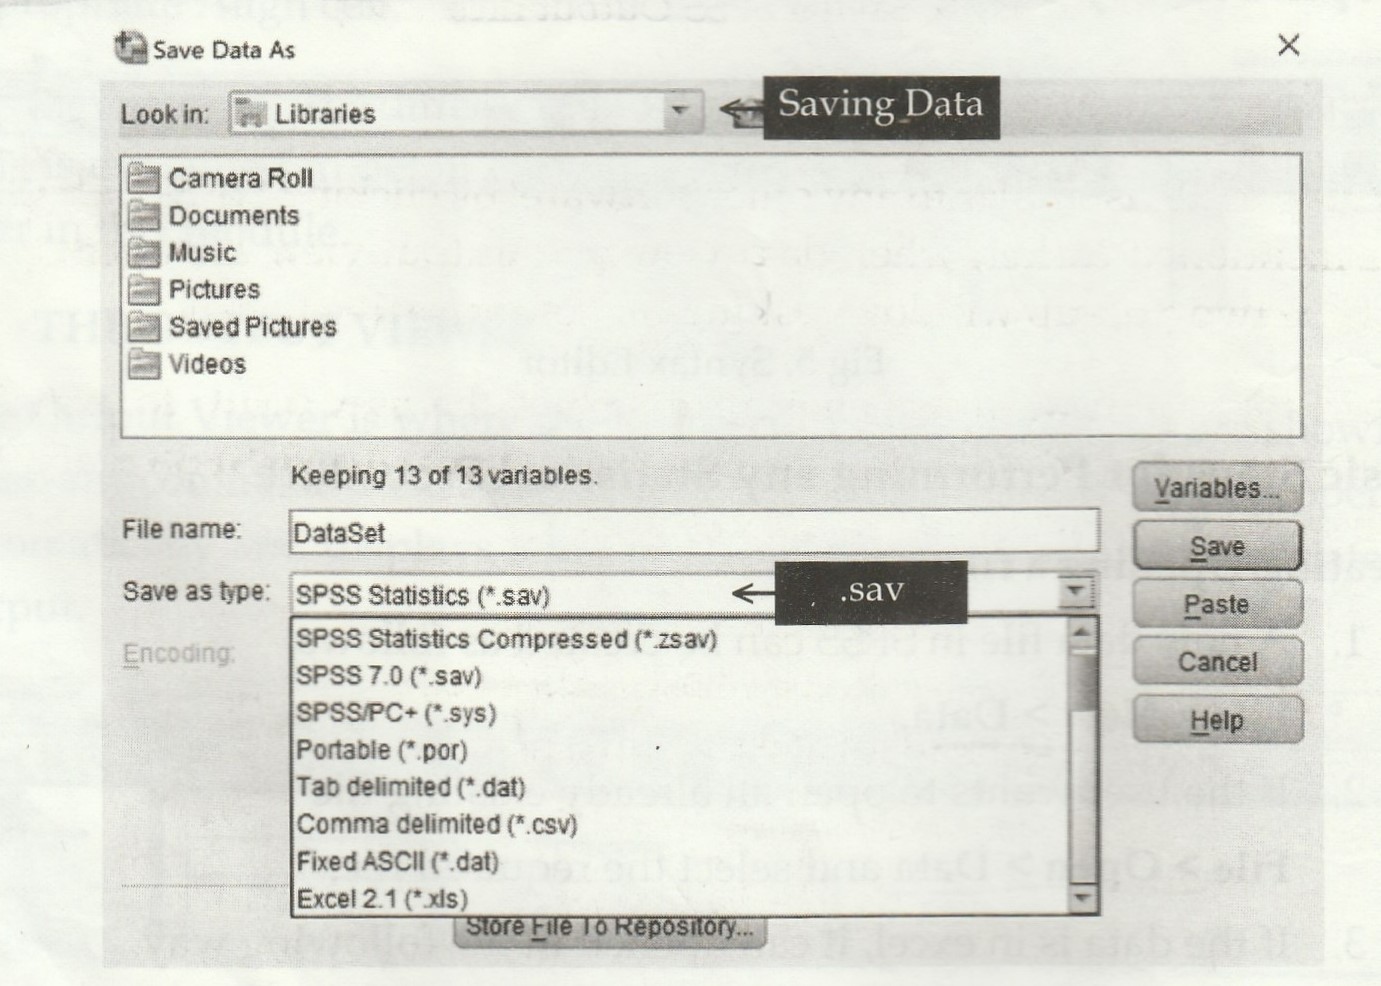 Save Data As
Look in: Libraries
Saving Data
Camera Roll
Documents
Music
Pictures
Saved Pictures
Videos
Keeping 13 of 13 variables.
Variables...
File name: DataSet
Save
Save as type: SPSS Statistics (*.sav)
.sav
Paste
Encoding:
SPSS Statistics Compressed (*.zsav)
SPSS 7.0 (*.sav)
SPSS/PC+ (*.sys)
Portable (*.por)
Tab delimited (*.dat)
Comma delimited (*.csv)
Fixed ASCII (*.dat)
Excel 2.1 (*.xls)
Cancel
Help
Store File To Repository...